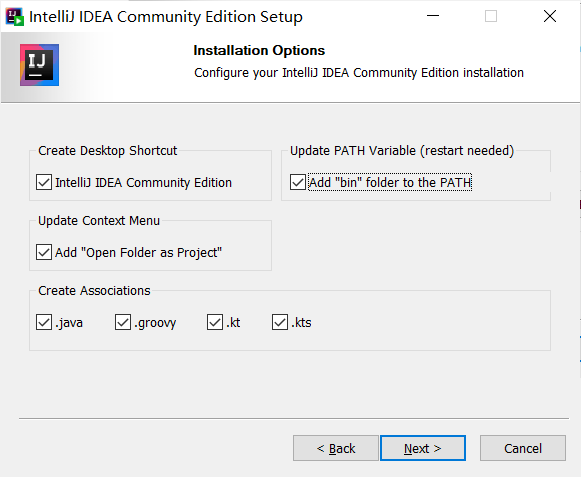 IntelliJ IDEA Community Edition Setup
IJ
Installation Options
Configure your IntelliJ IDEA Community Edition installation
Create Desktop Shortcut
IntelliJ IDEA Community Edition
Update PATH Variable (restart needed)
Add "bin" folder to the PATH
Update Context Menu
Add "Open Folder as Project"
Create Associations
.java .groovy .kt .kts
< Back Next > Cancel